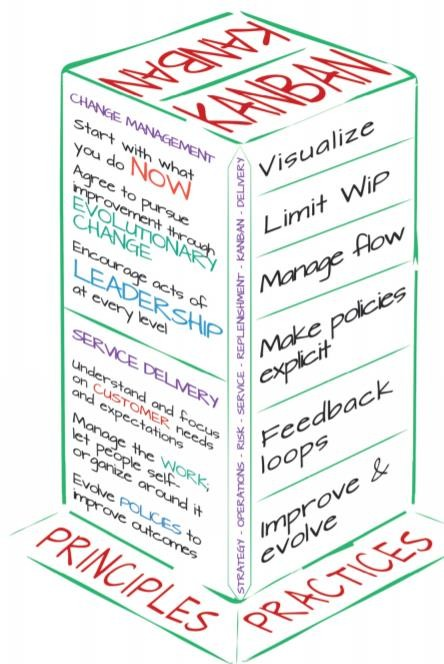 KANBAN
KANBAN
CHANGE MANAGEMENT
Start with what
you do NOW
Agree to pursue
improvement through
EVOLUTIONARY
CHANGE
Encourage acts of
LEADERSHIP
at every level
SERVICE DELIVERY
Understand and focus
on CUSTOMER needs
and expectations
Manage the WORK;
let people self-
organize around it
Evolve POLICIES to
improve outcomes
STRATEGY - OPERATIONS - RISK - SERVICE - REPLENISHMENT - KANBAN - DELIVERY
Visualize
Limit WiP
Manage flow
Make policies
explicit
Feedback
loops
Improve &
evolve
PRINCIPLES
PRACTICES